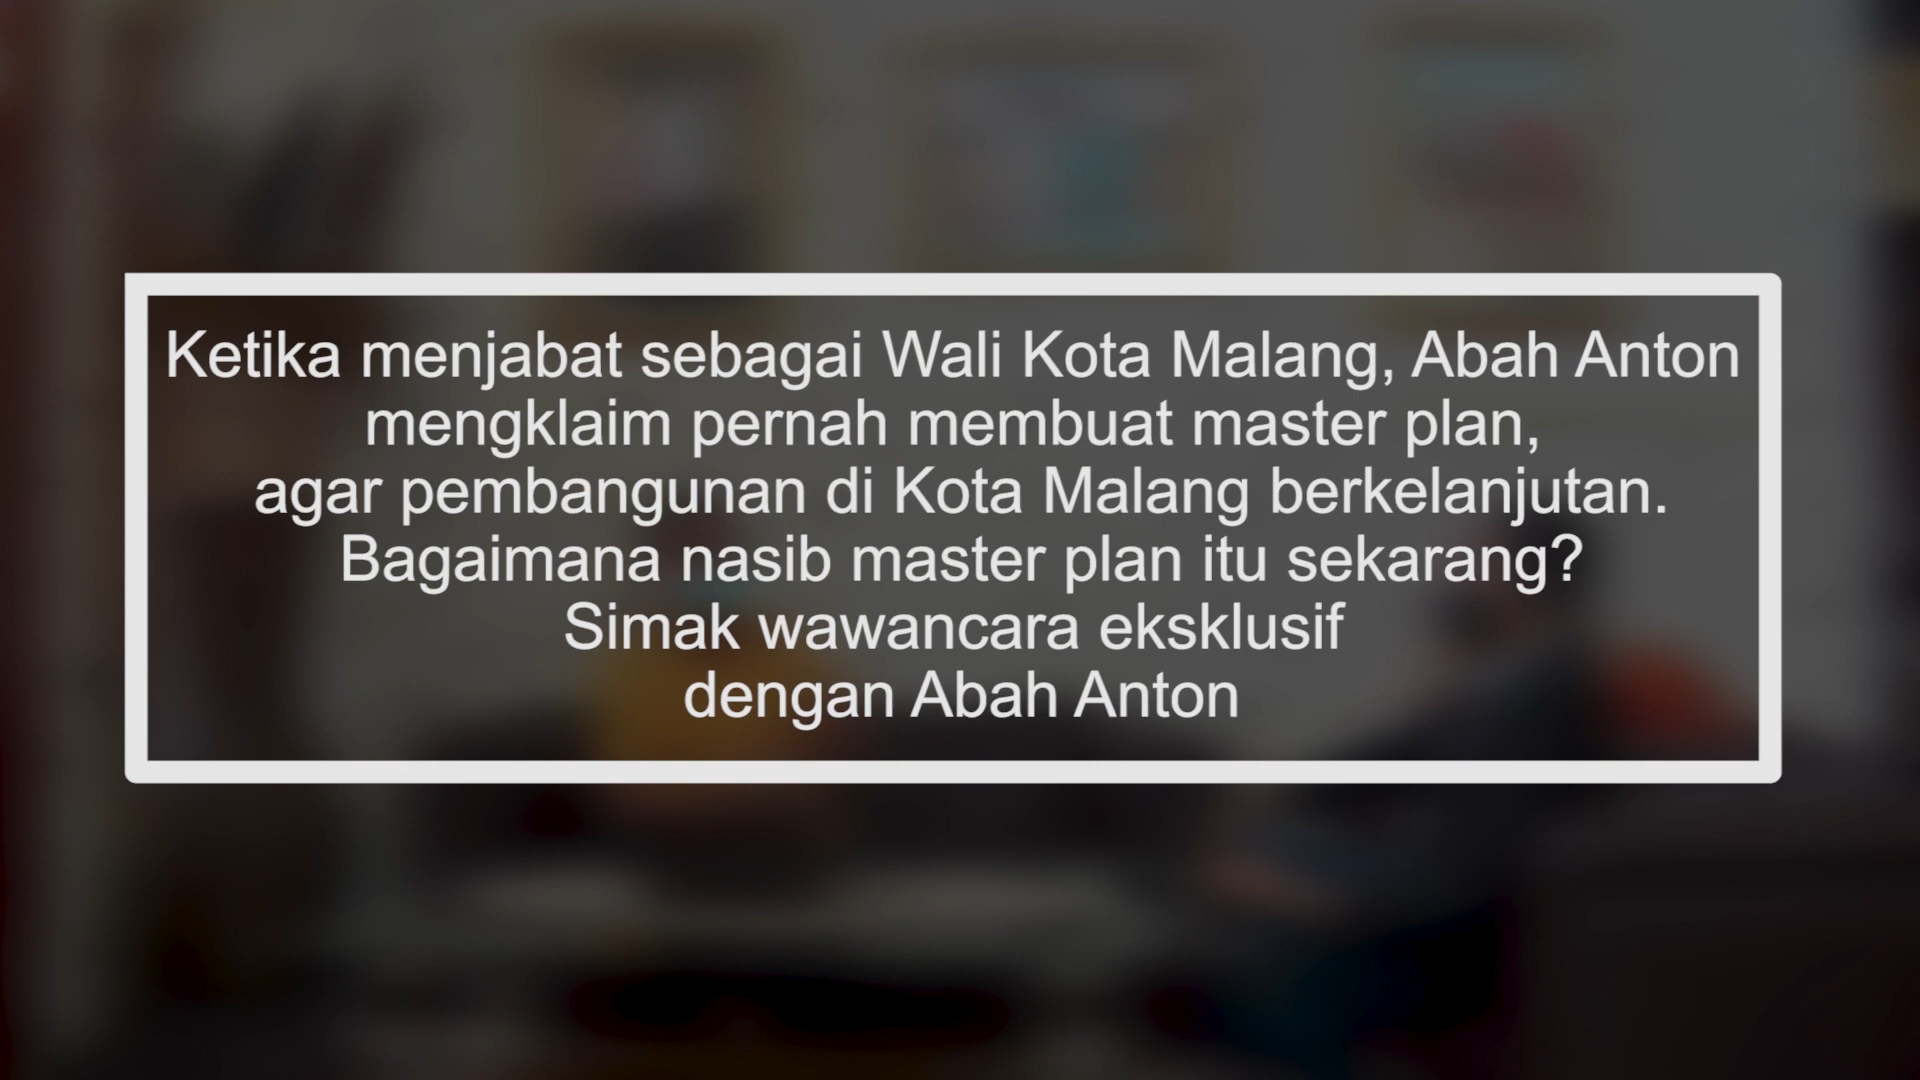 Ketika menjabat sebagai Wali Kota Malang, Abah Anton
mengklaim pernah membuat master plan,
agar pembangunan di Kota Malang berkelanjutan.
Bagaimana nasib master plan itu sekarang?
Simak wawancara eksklusif
dengan Abah Anton